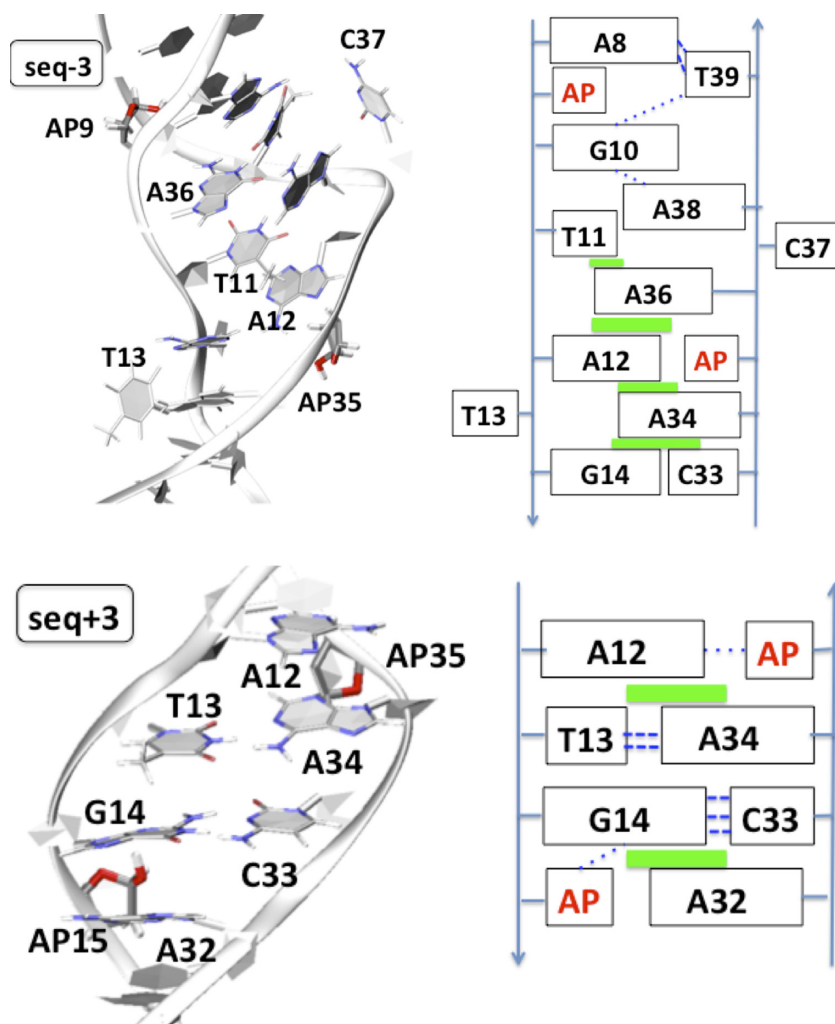 seq-3
C37
AP9
A36
T11
A12
T13
AP35
A8
T39
AP
G10
A38
T11
C37
A36
A12
AP
T13
A34
G14
C33
seq+3
AP35
A12
T13
A34
G14
C33
AP15
A32
A12
AP
T13
A34
G14
C33
AP
A32